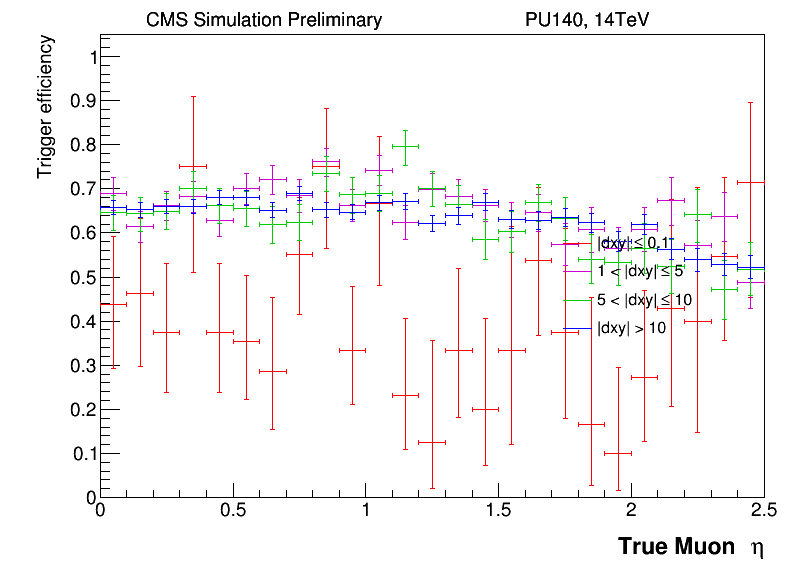 CMS Simulation Preliminary
PU140, 14TeV
Trigger efficiency
1
0.9
0.8
0.7
0.6
0.5
0.4
0.3
0.2
0.1
0
|dxy| ≤ 0.1
1 < |dxy| ≤ 5
5 < |dxy| ≤ 10
|dxy| > 10
0
0.5
1
1.5
2
2.5
True Muon η